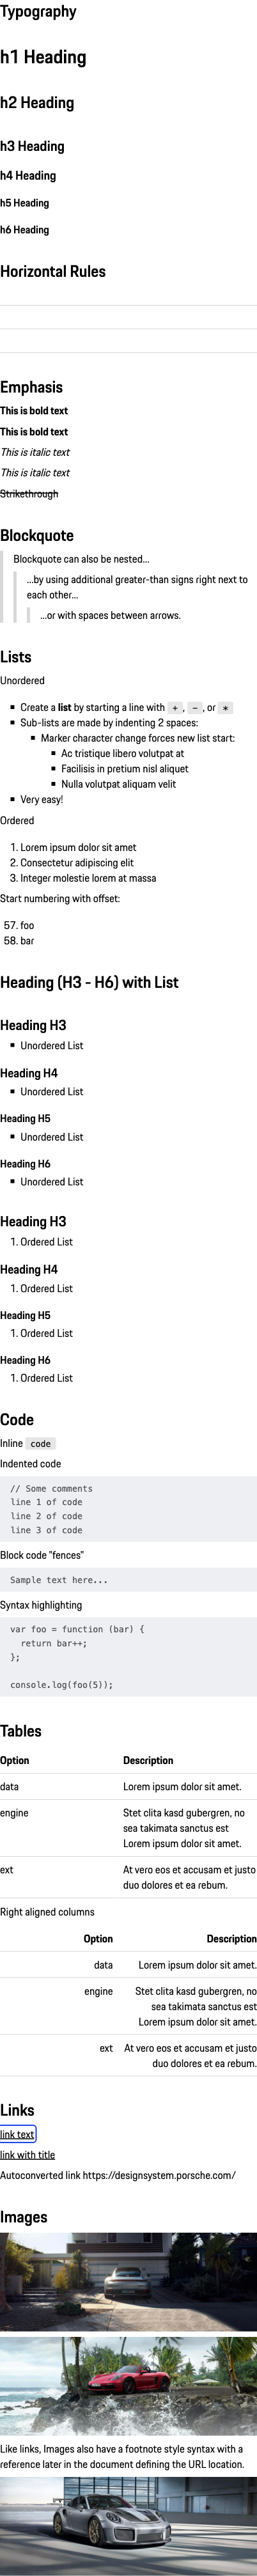 Typography
h1 Heading
h2 Heading
h3 Heading
h4 Heading
h5 Heading
h6 Heading
Horizontal Rules
Emphasis
This is bold text
This is bold text
This is italic text
This is italic text
Strikethrough
Blockquote
Blockquote can also be nested...
...by using additional greater-than signs right next to
each other...
...or with spaces between arrows.
Lists
Unordered
Create a list by starting a line with + , - , or *
Sub-lists are made by indenting 2 spaces:
Marker character change forces new list start:
Ac tristique libero volutpat at
Facilisis in pretium nisl aliquet
Nulla volutpat aliquam velit
Very easy!
Ordered
1. Lorem ipsum dolor sit amet
2. Consectetur adipiscing elit
3. Integer molestie lorem at massa
Start numbering with offset:
57. foo
58. bar
Heading (H3 - H6) with List
Heading H3
Unordered List
Heading H4
Unordered List
Heading H5
Unordered List
Heading H6
Unordered List
Heading H3
1. Ordered List
Heading H4
1. Ordered List
Heading H5
1. Ordered List
Heading H6
1. Ordered List
Code
Inline code
Indented code
// Some comments
line 1 of code
line 2 of code
line 3 of code
Block code "fences"
Sample text here...
Syntax highlighting
var foo = function (bar) {
  return bar++;
};
console.log(foo(5));
Tables
Option Description
data Lorem ipsum dolor sit amet.
engine Stet clita kasd gubergren, no
sea takimata sanctus est
Lorem ipsum dolor sit amet.
ext At vero eos et accusam et justo
duo dolores et ea rebum.
Right aligned columns
Option Description
data Lorem ipsum dolor sit amet.
engine Stet clita kasd gubergren, no
sea takimata sanctus est
Lorem ipsum dolor sit amet.
ext At vero eos et accusam et justo
duo dolores et ea rebum.
Links
link text
link with title
Autoconverted link https://designsystem.porsche.com/
Images
Like links, Images also have a footnote style syntax with a
reference later in the document defining the URL location.